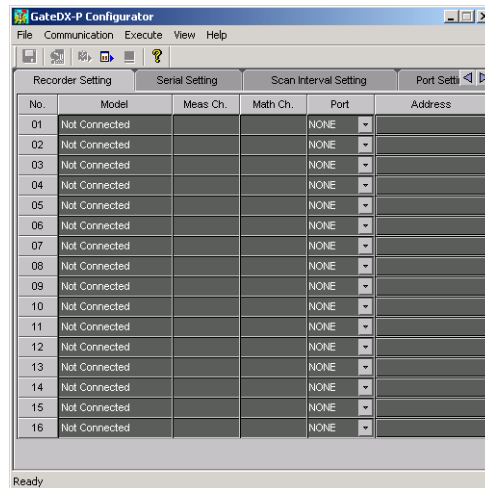 GateDX-P Configurator
File Communication Execute View Help
Recorder Setting Serial Setting Scan Interval Setting Port Setti
No. Model Meas Ch. Math Ch. Port Address
01 Not Connected NONE
02 Not Connected NONE
03 Not Connected NONE
04 Not Connected NONE
05 Not Connected NONE
06 Not Connected NONE
07 Not Connected NONE
08 Not Connected NONE
09 Not Connected NONE
10 Not Connected NONE
11 Not Connected NONE
12 Not Connected NONE
13 Not Connected NONE
14 Not Connected NONE
15 Not Connected NONE
16 Not Connected NONE
Ready